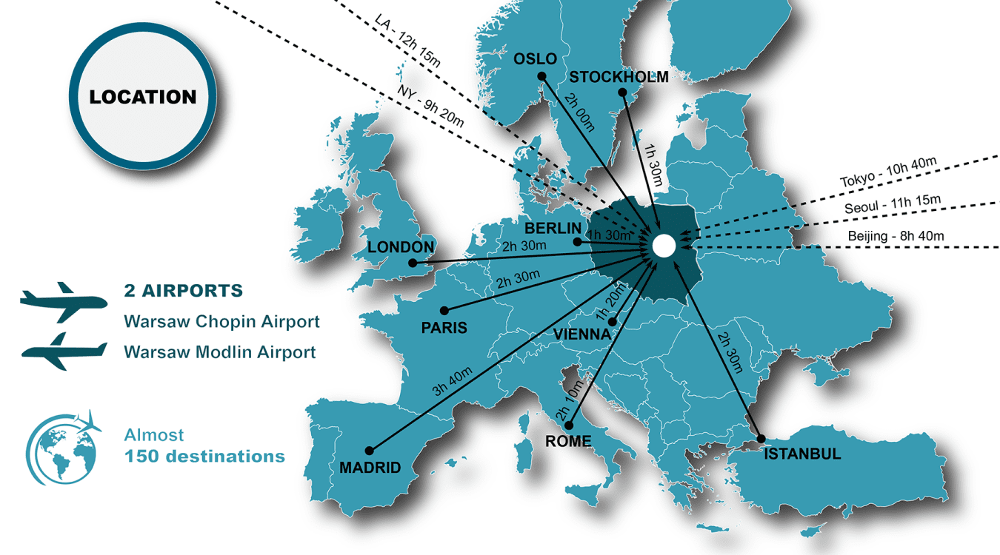 LOCATION
LA - 12h 15m
NY - 9h 20m
OSLO
STOCKHOLM
2h 00m
1h 30m
Tokyo - 10h 40m
Seoul - 11h 15m
Beijing - 8h 40m
BERLIN
1h 30m
LONDON
2h 30m
2h 30m
PARIS
1h 20m
VIENNA
2h 30m
3h 40m
2h 10m
ROME
MADRID
ISTANBUL
2 AIRPORTS
Warsaw Chopin Airport
Warsaw Modlin Airport
Almost
150 destinations